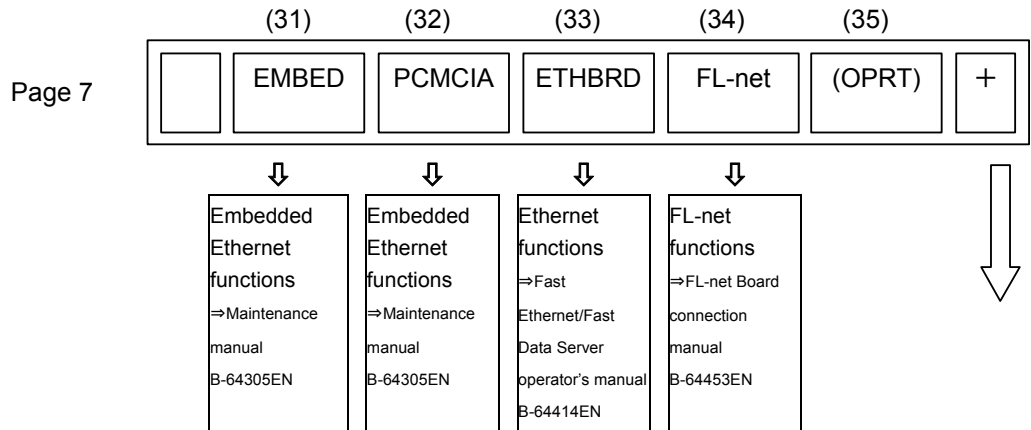 (31) (32) (33) (34) (35)
Page 7
EMBED PCMCIA ETHBRD FL-net (OPRT) +
Embedded
Ethernet
functions
⇒Maintenance
manual
B-64305EN
Embedded
Ethernet
functions
⇒Maintenance
manual
B-64305EN
Ethernet
functions
⇒Fast
Ethernet/Fast
Data Server
operator's manual
B-64414EN
FL-net
functions
⇒FL-net Board
connection
manual
B-64453EN